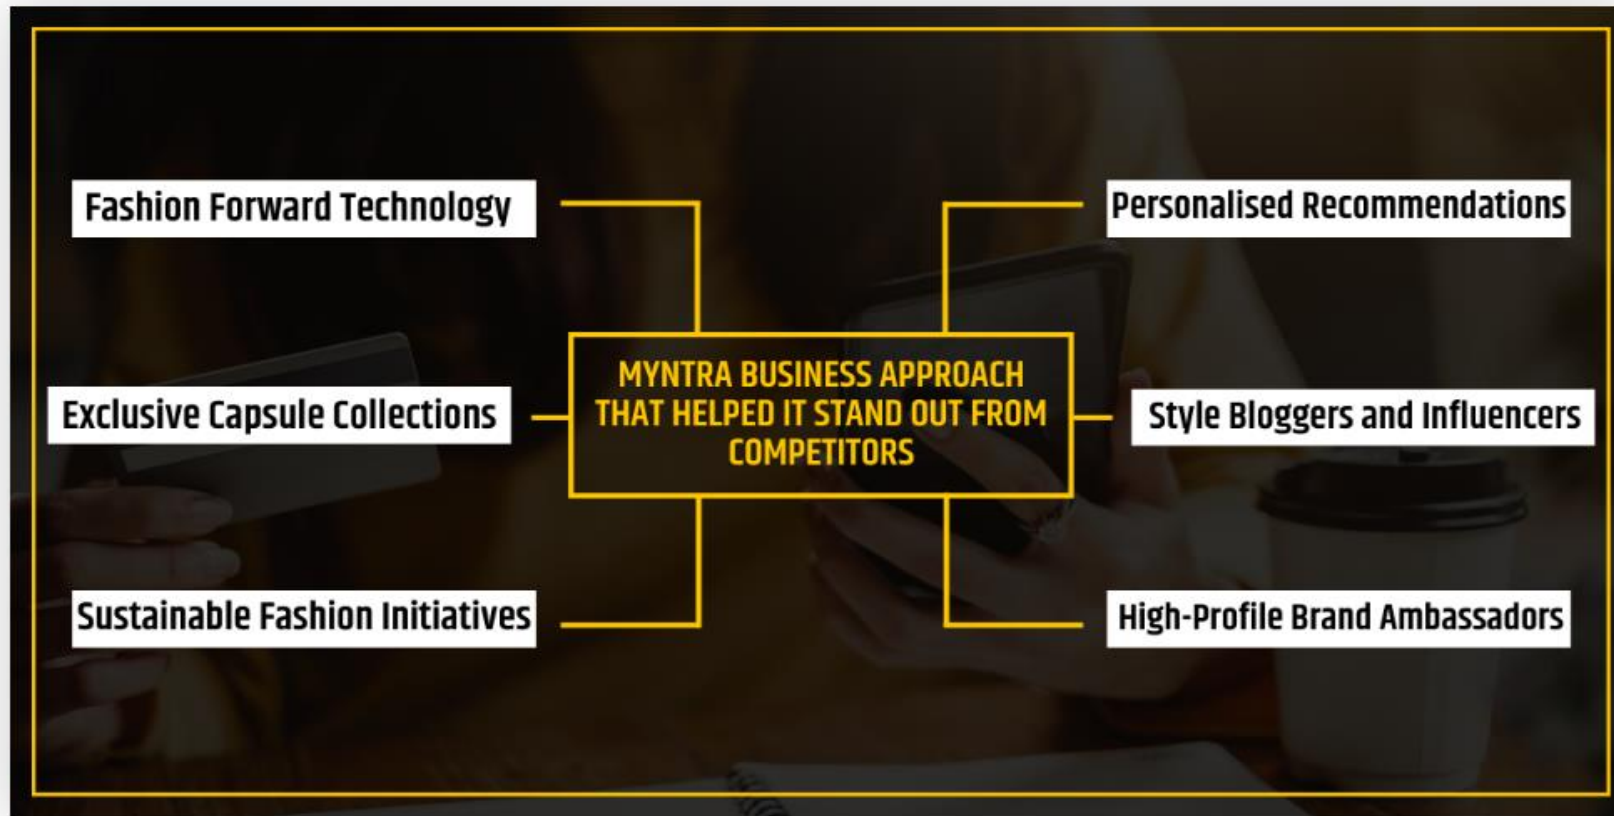 Fashion Forward Technology
Personalised Recommendations
MYNTRA BUSINESS APPROACH
THAT HELPED IT STAND OUT FROM
COMPETITORS
Exclusive Capsule Collections
Style Bloggers and Influencers
Sustainable Fashion Initiatives
High-Profile Brand Ambassadors